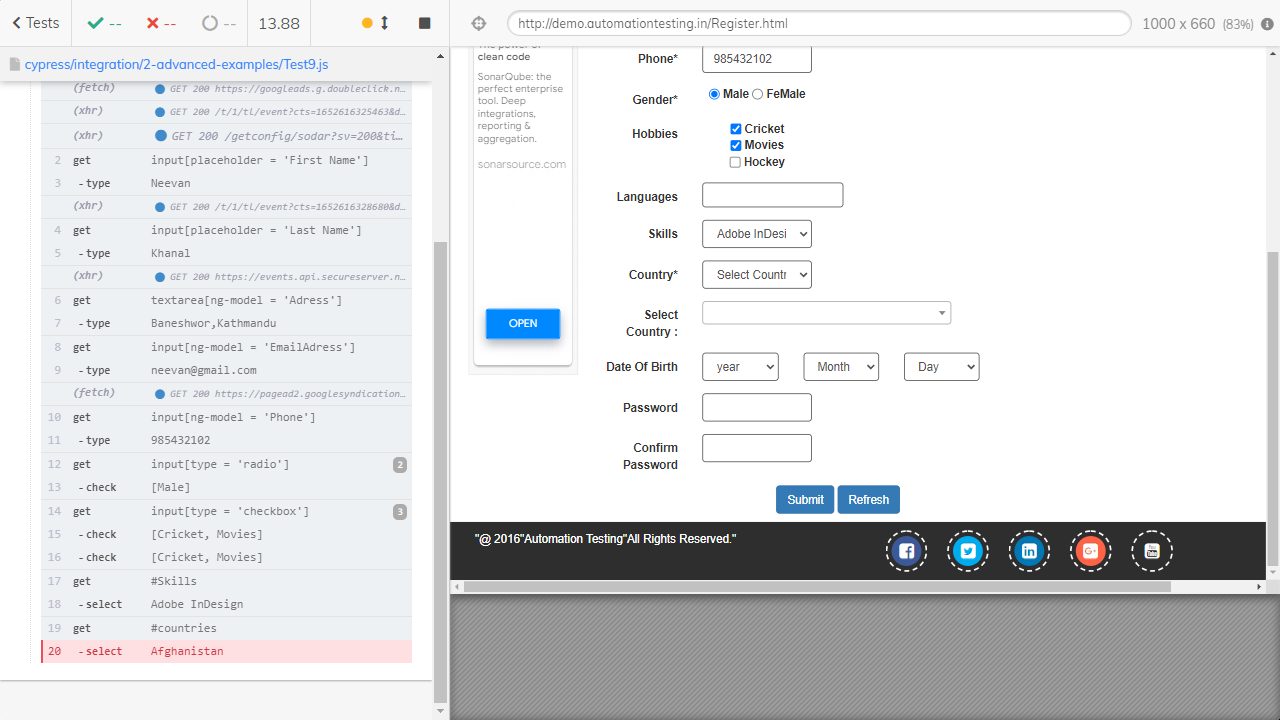 Tests
--
--
--
13.88
http://demo.automationtesting.in/Register.html
1000 x 660 (83%)
cypress/integration/2-advanced-examples/Test9.js
(fetch) GET 200 https://googleads.g.doubleclick.n...
(xhr) GET 200 /t/1/tl/event?cts=1652616325463&d...
(xhr) GET 200 /getconfig/sodar?sv=200&ti...
2 get input[placeholder = 'First Name']
3 -type Neevan
(xhr) GET 200 /t/1/tl/event?cts=1652616328680&d...
4 get input[placeholder = 'Last Name']
5 -type Khanal
(xhr) GET 200 https://events.api.secureserver.n...
6 get textarea[ng-model = 'Adress']
7 -type Baneshwor,Kathmandu
8 get input[ng-model = 'EmailAdress']
9 -type neevan@gmail.com
(fetch) GET 200 https://pagead2.googlesyndication...
10 get input[ng-model = 'Phone']
11 -type 985432102
12 get input[type = 'radio'] 2
13 -check [Male]
14 get input[type = 'checkbox'] 3
15 -check [Cricket, Movies]
16 -check [Cricket, Movies]
17 get #Skills
18 -select Adobe InDesign
19 get #countries
20 -select Afghanistan
The power of
clean code
SonarQube: the
perfect enterprise
tool. Deep
integrations,
reporting &
aggregation.
sonarsource.com
OPEN
Phone* 985432102
Gender* Male FeMale
Hobbies Cricket
Movies
Hockey
Languages
Skills Adobe InDesi
Country* Select Countr
Select
Country :
Date Of Birth year Month Day
Password
Confirm
Password
Submit Refresh
"@ 2016"Automation Testing"All Rights Reserved."